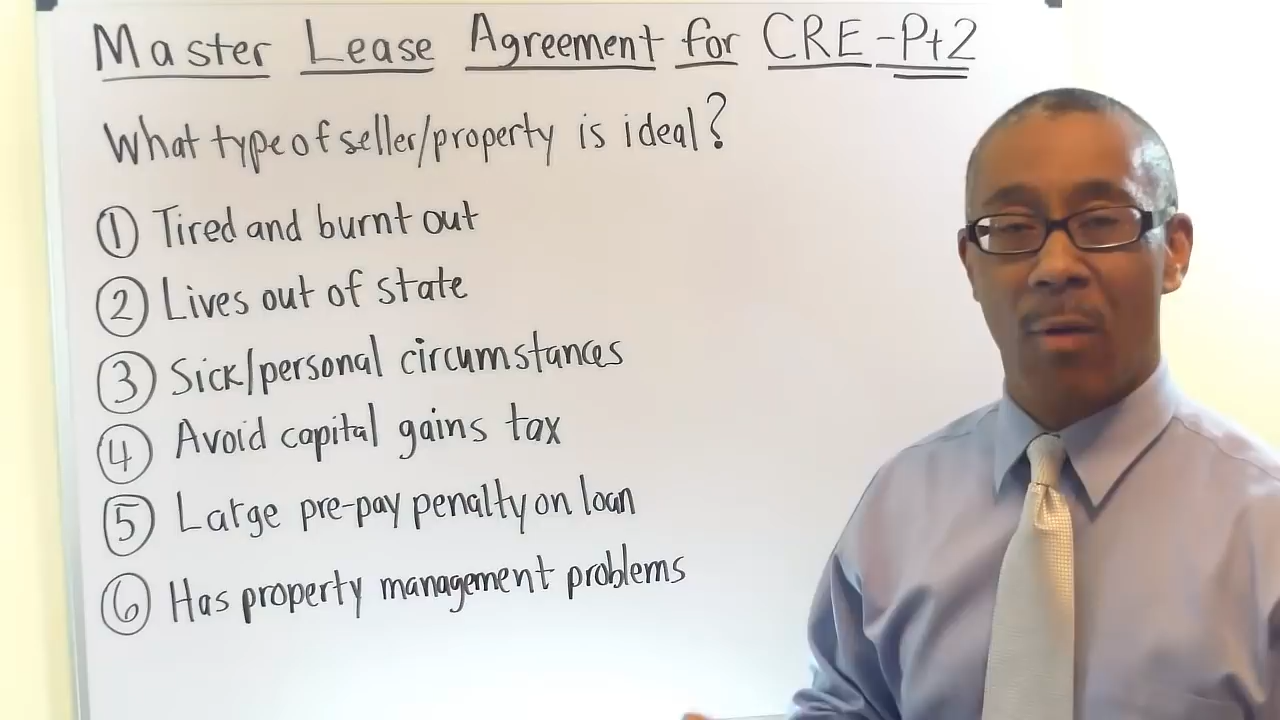 Master Lease Agreement for CRE-Pt2
What type of seller/property is ideal?
① Tired and burnt out
② Lives out of state
③ Sick/personal circumstances
④ Avoid capital gains tax
⑤ Large pre-pay penalty on loan
⑥ Has property management problems